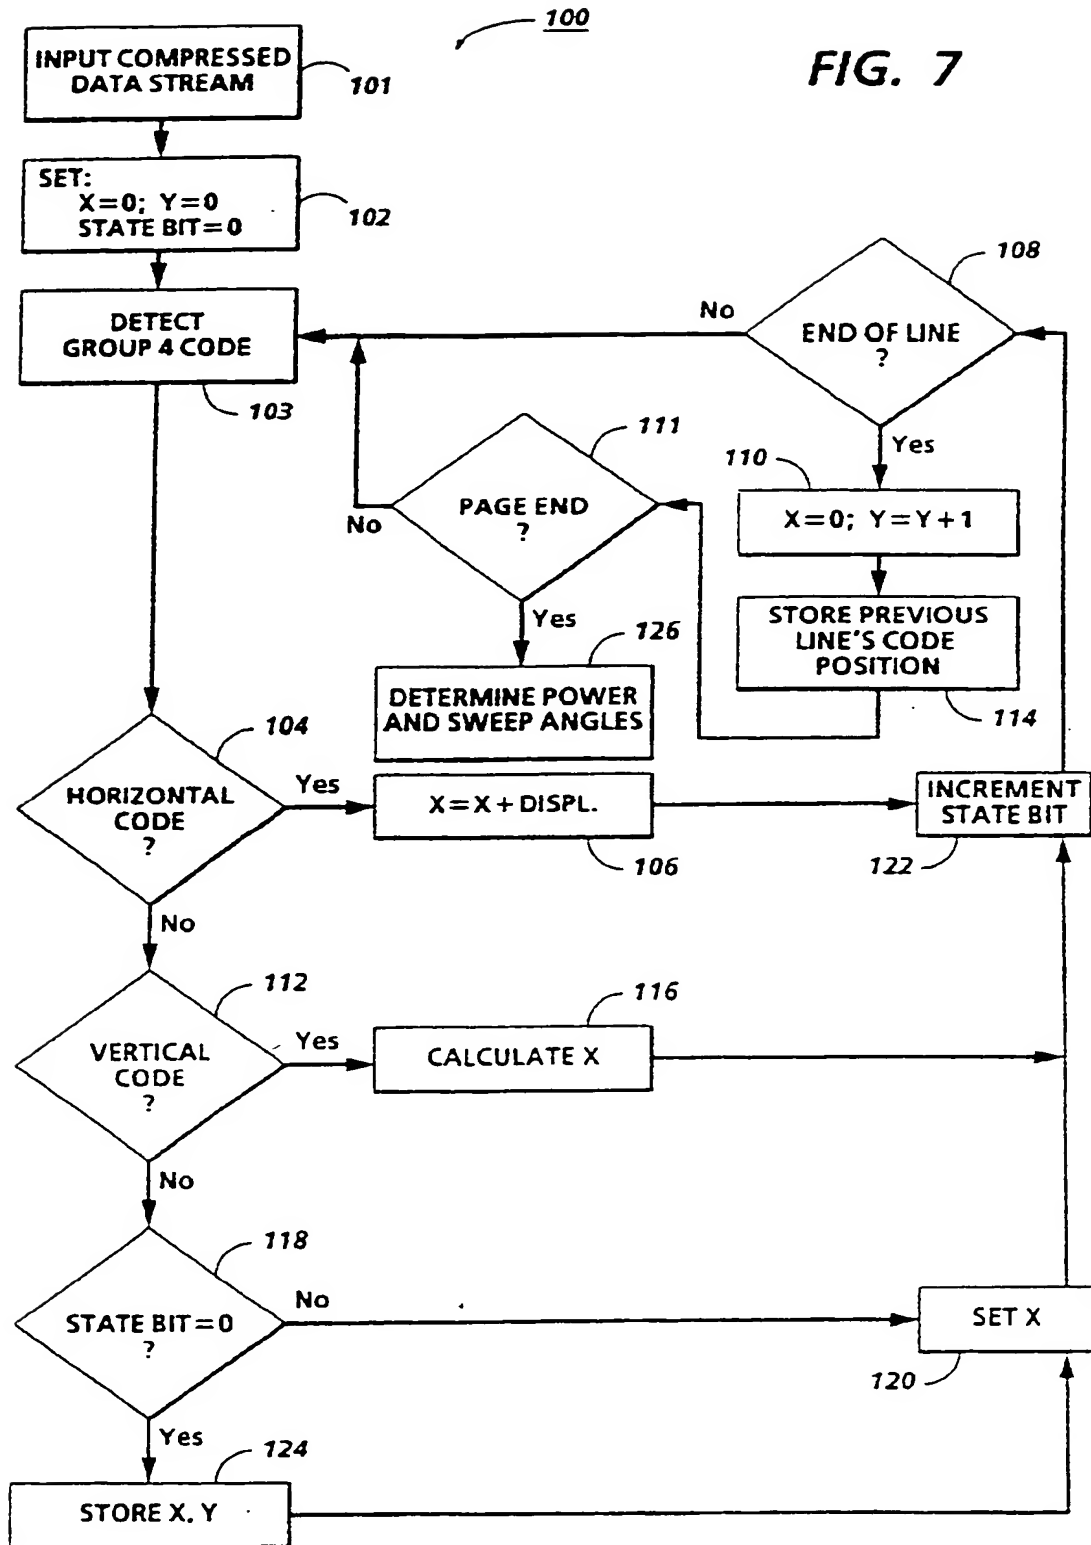 100
FIG. 7
INPUT COMPRESSED
DATA STREAM
101
SET:
X=0; Y=0
STATE BIT=0
102
DETECT
GROUP 4 CODE
103
No
END OF LINE
?
108
Yes
110
X=0; Y=Y+1
STORE PREVIOUS
LINE'S CODE
POSITION
114
PAGE END
?
111
No
Yes
126
DETERMINE POWER
AND SWEEP ANGLES
HORIZONTAL
CODE
?
104
Yes
X=X+DISPL.
106
INCREMENT
STATE BIT
122
No
VERTICAL
CODE
?
112
Yes
CALCULATE X
116
No
STATE BIT=0
?
118
No
SET X
120
Yes
STORE X. Y
124